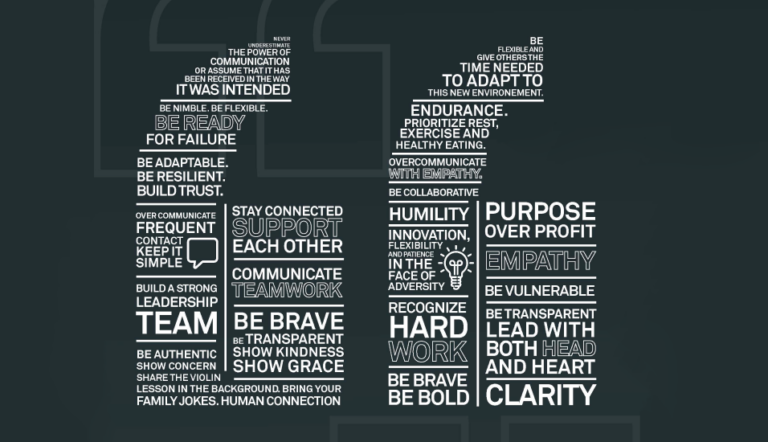 NEVER
UNDERESTIMATE
THE POWER OF
COMMUNICATION
OR ASSUME THAT IT HAS
BEEN RECEIVED IN THE WAY
IT WAS INTENDED
BE NIMBLE. BE FLEXIBLE.
BE READY
FOR FAILURE
BE ADAPTABLE.
BE RESILIENT.
BUILD TRUST.
OVER COMMUNICATE
FREQUENT
CONTACT
KEEP IT
SIMPLE
BUILD A STRONG
LEADERSHIP
TEAM
BE AUTHENTIC
SHOW CONCERN
SHARE THE VIOLIN
STAY CONNECTED
SUPPORT
EACH OTHER
COMMUNICATE
TEAMWORK
BE BRAVE
BE TRANSPARENT
SHOW KINDNESS
SHOW GRACE
LESSON IN THE BACKGROUND. BRING YOUR
FAMILY JOKES. HUMAN CONNECTION
BE
FLEXIBLE AND
GIVE OTHERS THE
TIME NEEDED
TO ADAPT TO
THIS NEW ENVIRONEMENT.
ENDURANCE.
PRIORITIZE REST,
EXERCISE AND
HEALTHY EATING.
OVERCOMMUNICATE
WITH EMPATHY.
BE COLLABORATIVE
HUMILITY
INNOVATION,
FLEXIBILITY
AND PATIENCE
IN THE
FACE OF
ADVERSITY
RECOGNIZE
HARD
WORK
BE BRAVE
BE BOLD
PURPOSE
OVER PROFIT
EMPATHY
BE VULNERABLE
BE TRANSPARENT
LEAD WITH
BOTH HEAD
AND HEART
CLARITY